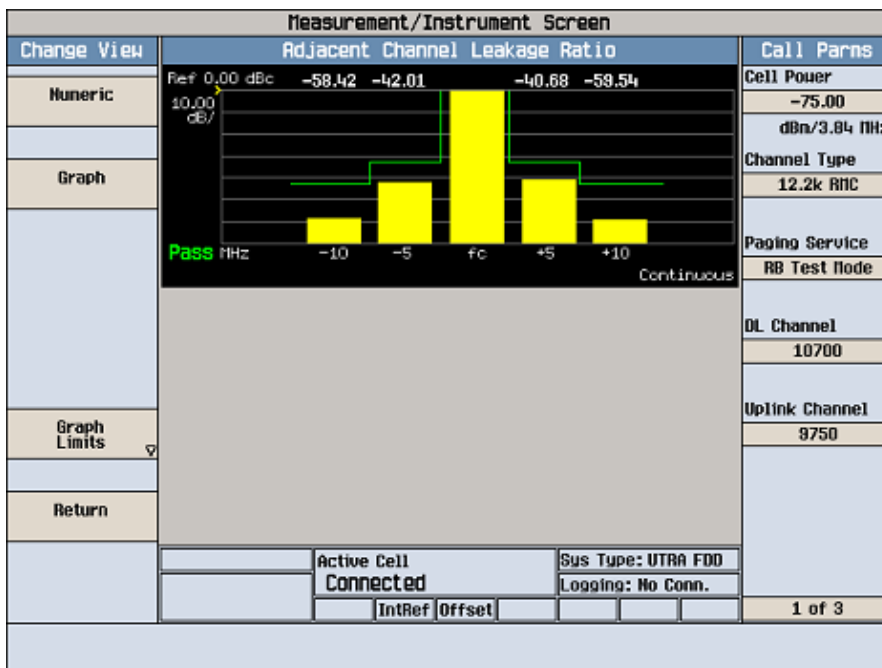 Measurement/Instrument Screen
Change View
Numeric
Graph
Graph
Limits
Return
Adjacent Channel Leakage Ratio
Ref 0.00 dBc -58.42 -42.01 -40.68 -59.54
10.00
dB/
Pass MHz -10 -5 fc +5 +10
Continuous
Active Cell
Connected
Sys Type: UTRA FDD
Logging: No Conn.
IntRef Offset
Call Parms
Cell Power
-75.00
dBm/3.84 MHz
Channel Type
12.2k RMC
Paging Service
RB Test Mode
DL Channel
10700
Uplink Channel
9750
1 of 3